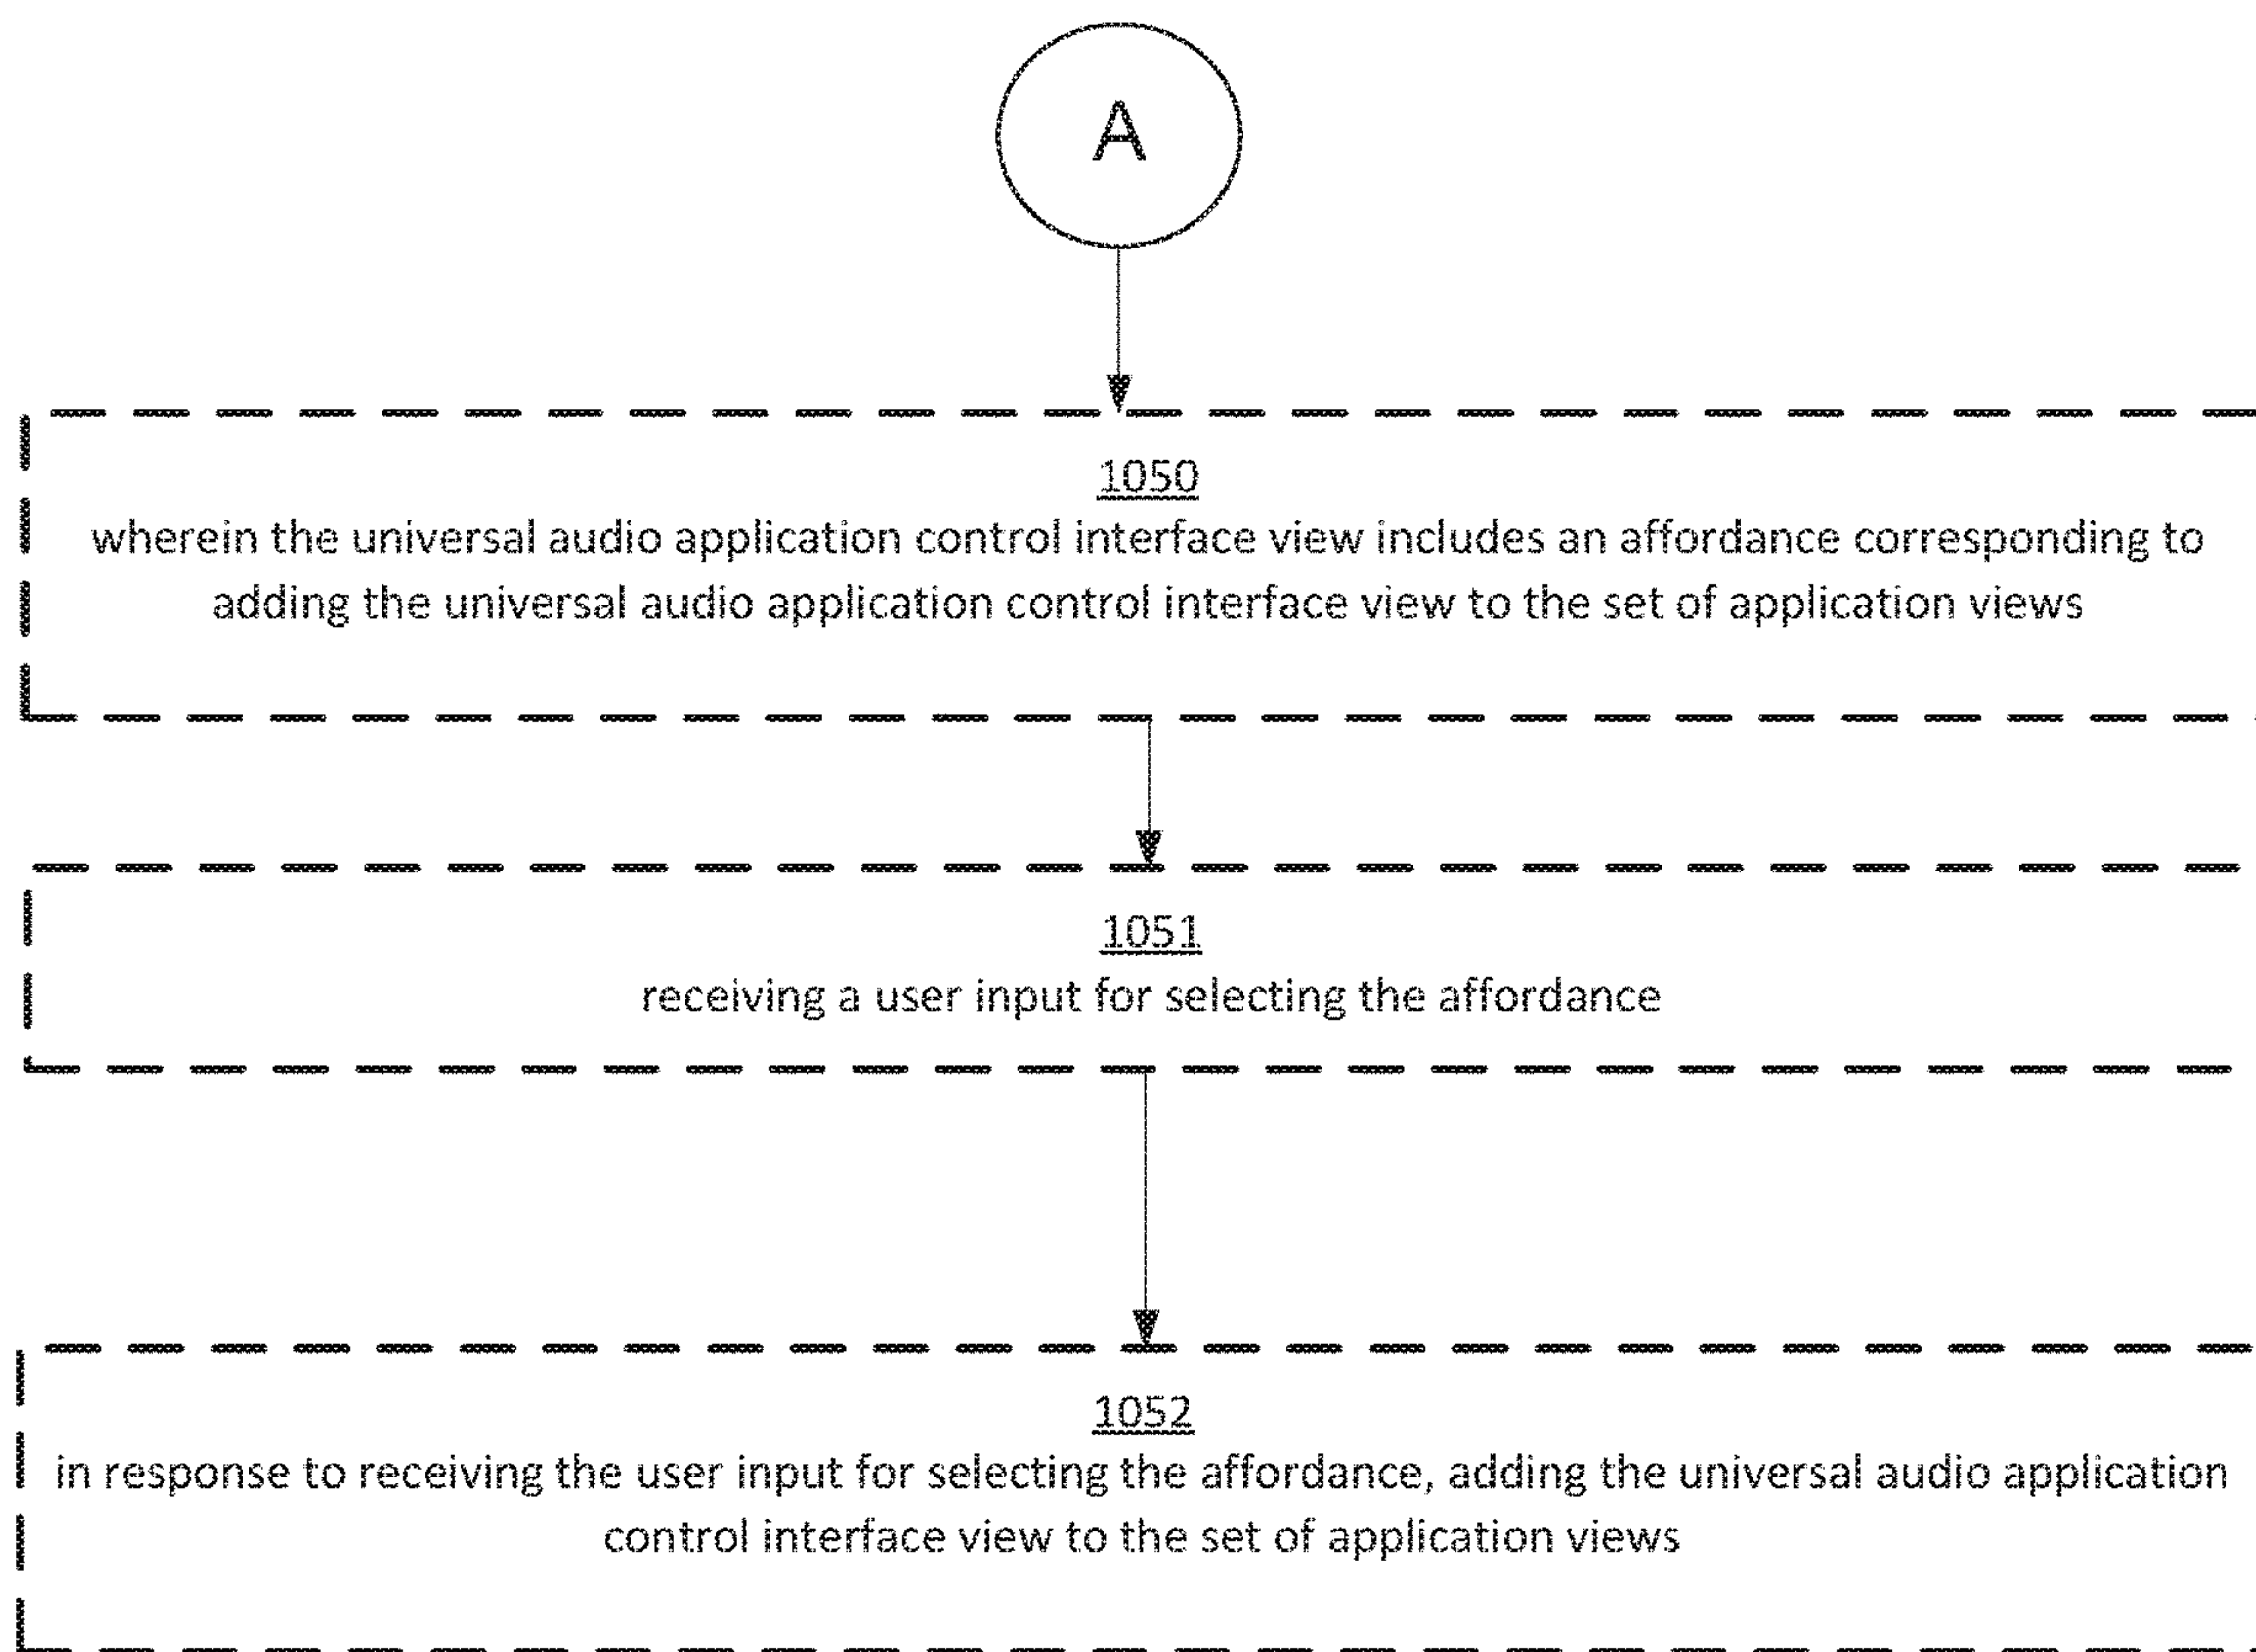 A
1050
wherein the universal audio application control interface view includes an affordance corresponding to
adding the universal audio application control interface view to the set of application views
1051
receiving a user input for selecting the affordance
1052
in response to receiving the user input for selecting the affordance, adding the universal audio application
control interface view to the set of application views